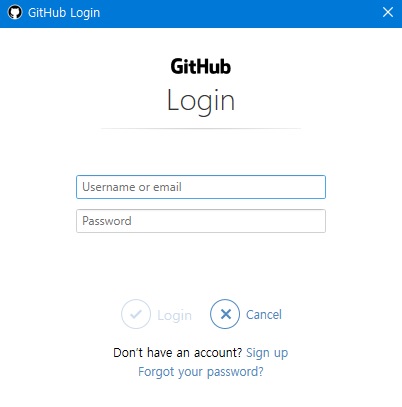 GitHub Login
GitHub
Login
Username or email
Password
Login Cancel
Don't have an account? Sign up
Forgot your password?